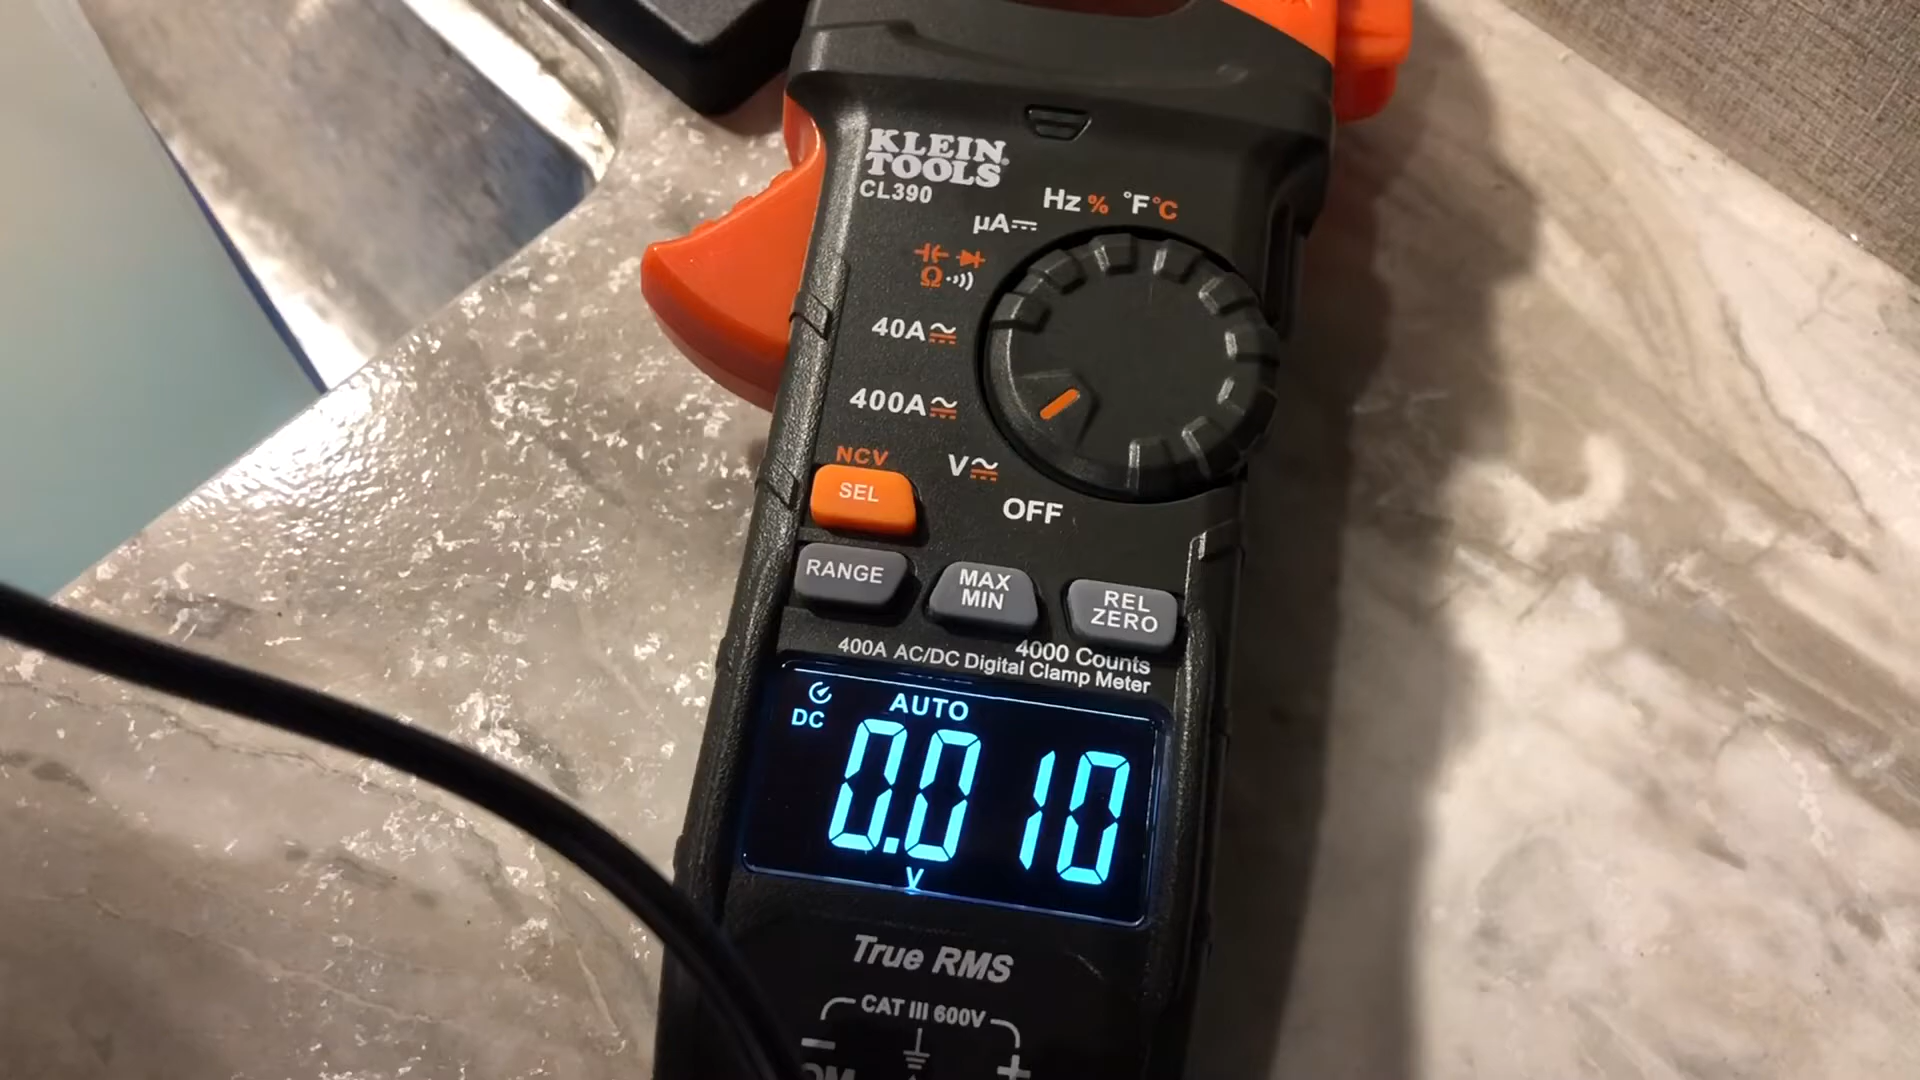 KLEIN
TOOLS®
CL390
Hz % °F°C
µA
Ω
40A
400A
V
OFF
NCV
SEL
RANGE
MAX
MIN
REL
ZERO
4000 Counts
400A AC/DC Digital Clamp Meter
DC
AUTO
0.010
V
True RMS
CAT III 600V
− +